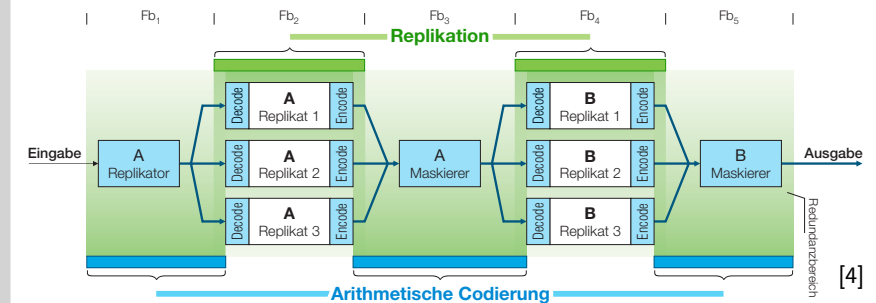 Fb1
Fb2
Fb3
Fb4
Fb5
Replikation
Eingabe
A
Replikator
Decode
A
Replikat 1
Encode
Decode
A
Replikat 2
Encode
Decode
A
Replikat 3
Encode
A
Maskierer
Decode
B
Replikat 1
Encode
Decode
B
Replikat 2
Encode
Decode
B
Replikat 3
Encode
B
Maskierer
Ausgabe
Redundanzbereich
[4]
Arithmetische Codierung